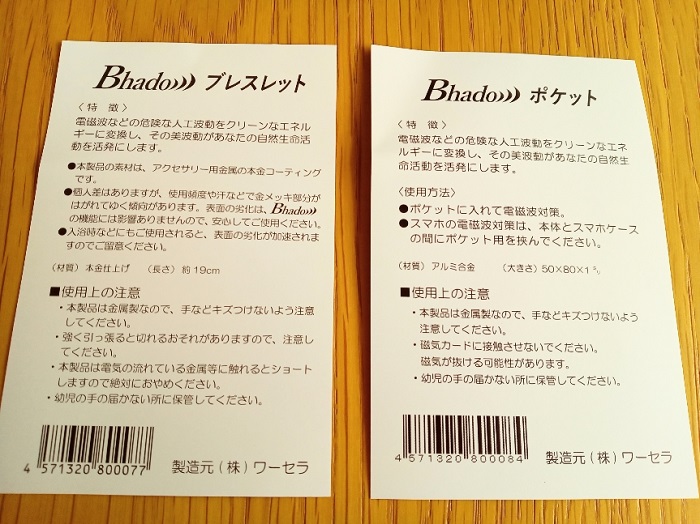 Bhado))) ブレスレット
〈特 徴〉
電磁波などの危険な人工波動をクリーンなエネル
ギーに変換し、その美波動があなたの自然生命活
動を活発にします。
●本製品の素材は、アクセサリー用金属の本金コーティング
です。
●個人差はありますが、使用頻度や汗などで金メッキ部分が
はがれてゆく傾向があります。表面の劣化は、Bhado)))
の機能には影響ありませんので、安心してご使用ください。
●入浴時などにもご使用されると、表面の劣化が加速されま
すのでご留意ください。
（材質）本金仕上げ （長さ）約19cm
■使用上の注意
・本製品は金属製なので、手などキズつけないよう注意
してください。
・強く引っ張ると切れるおそれがありますので、注意し
てください。
・本製品は電気の流れている金属等に触れるとショート
しますので絶対におやめください。
・幼児の手の届かない所に保管してください。
4 571320 800077
製造元（株）ワーセラ
Bhado))) ポケット
〈特 徴〉
電磁波などの危険な人工波動をクリーンなエネ
ルギーに変換し、その美波動があなたの自然生
命活動を活発にします。
〈使用方法〉
●ポケットに入れて電磁波対策。
●スマホの電磁波対策は、本体とスマホケース
の間にポケット用を挟んでください。
（材質）アルミ合金 （大きさ）50×80×1
■使用上の注意
・本製品は金属製なので、手などキズつけないよう
注意してください。
・磁気カードに接触させないでください。
磁気が抜ける可能性があります。
・幼児の手の届かない所に保管してください。
4 571320 800084
製造元（株）ワーセラ